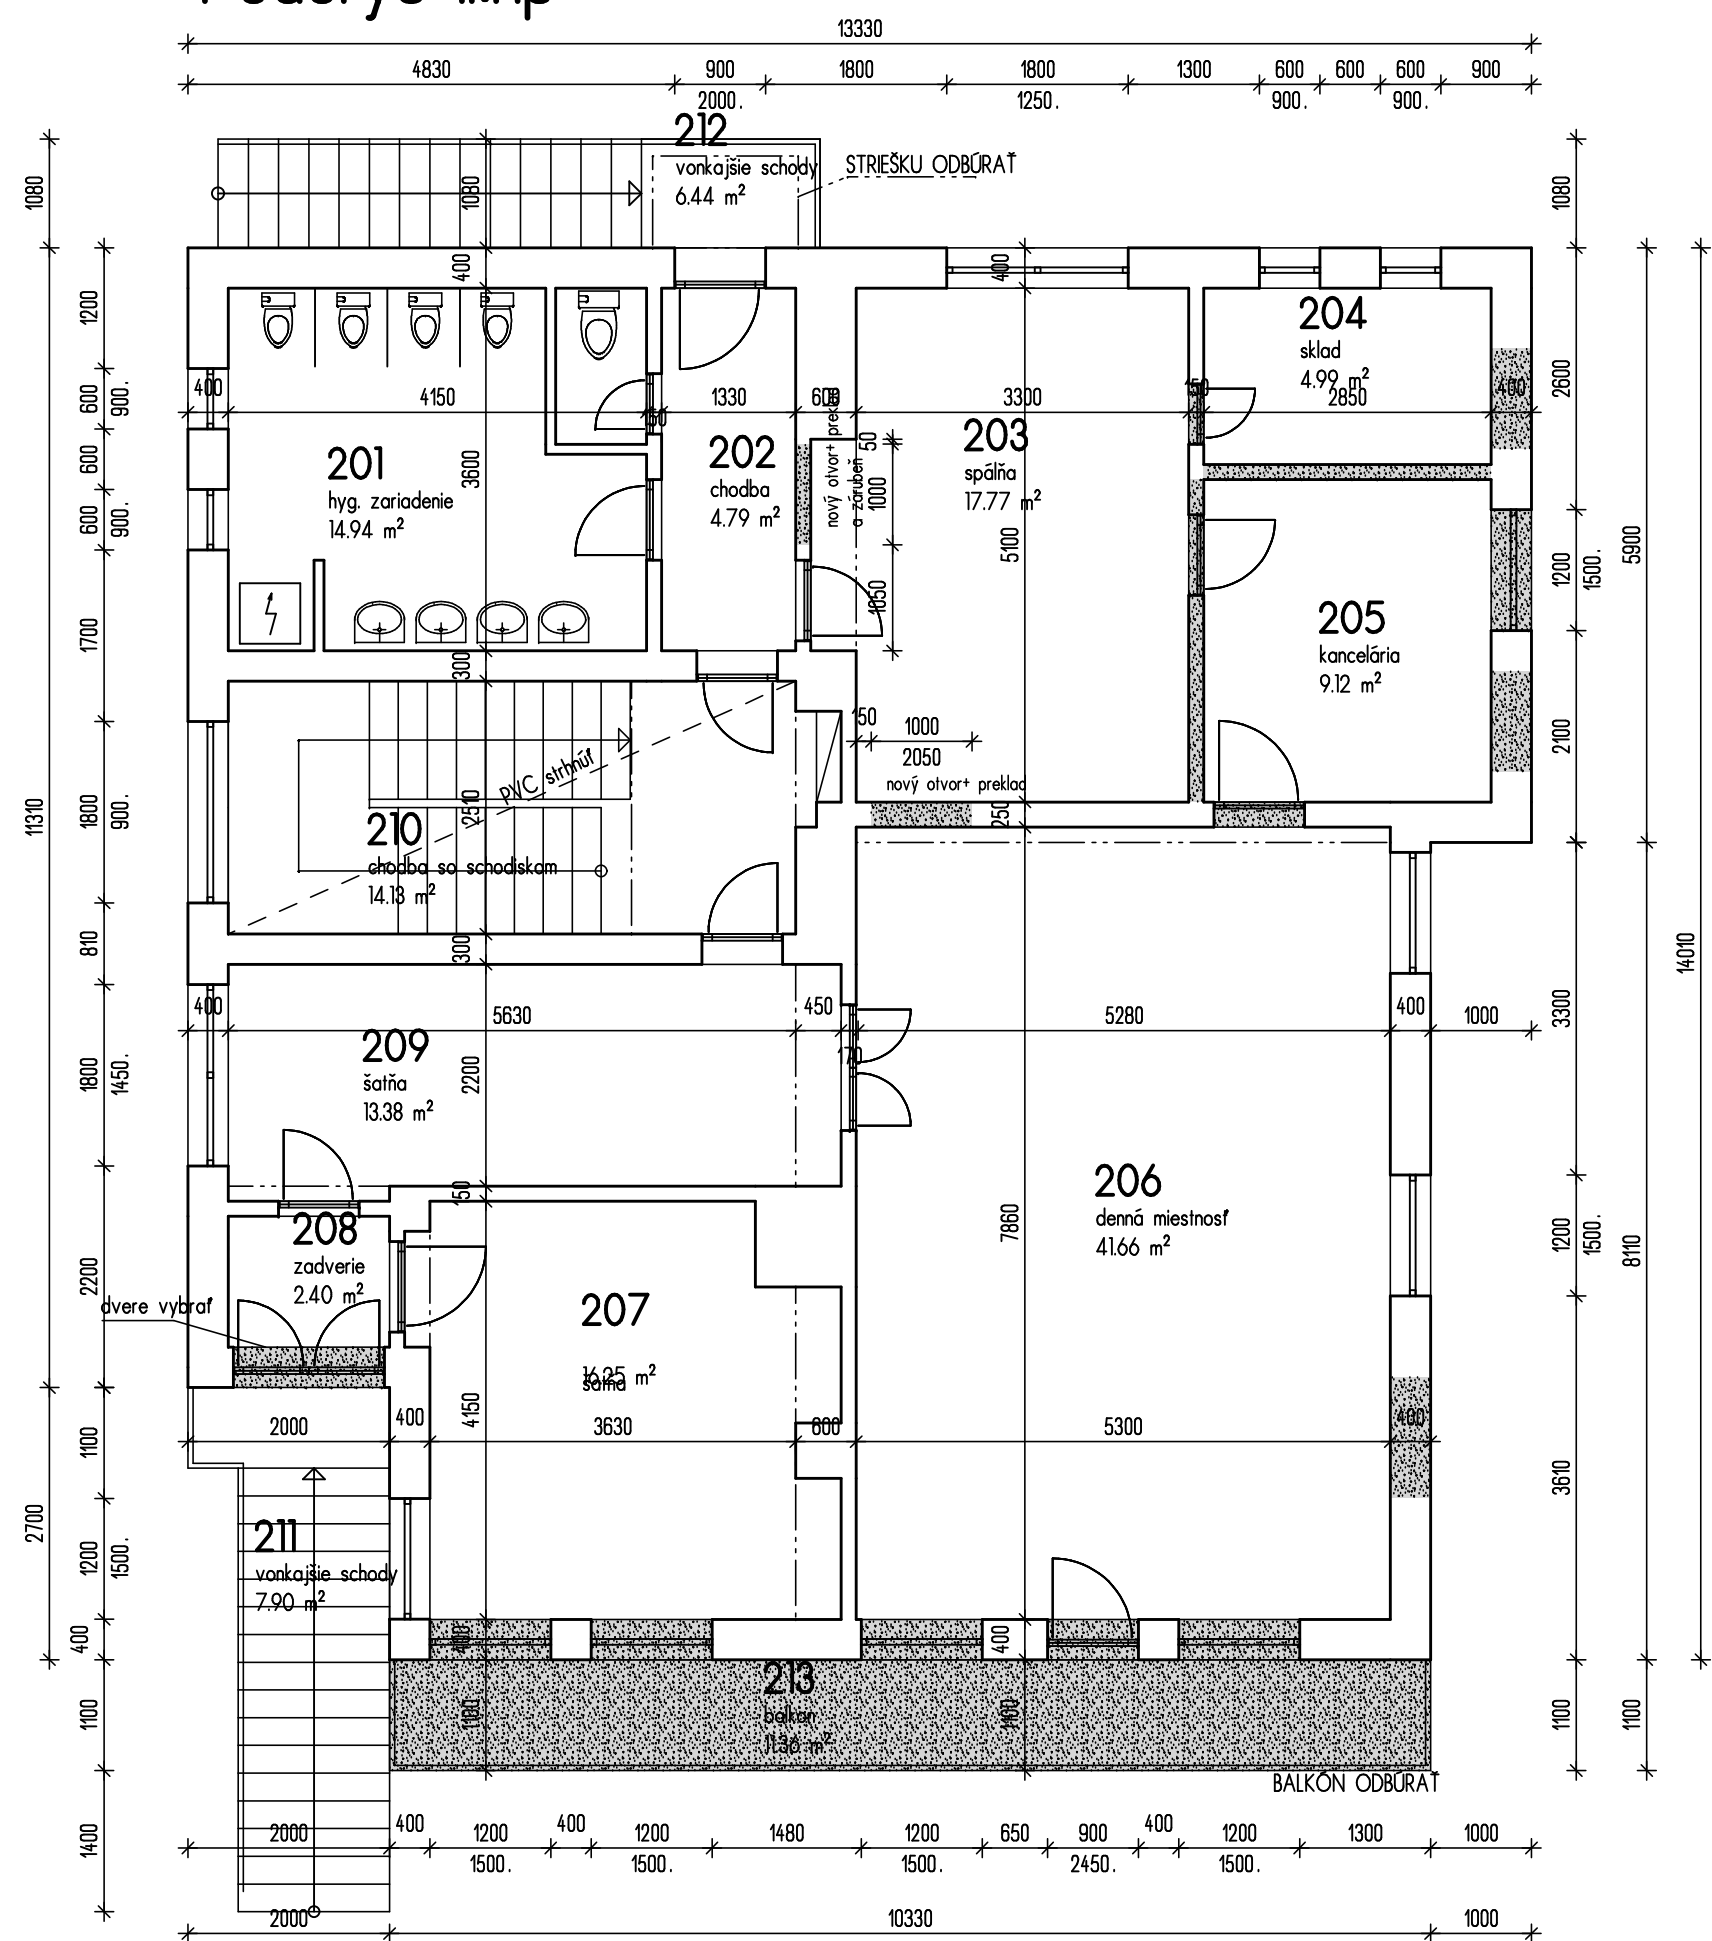 13330
4830 900 1800 1800 1300 600 600 600 900
2000. 1250. 900. 900.
212
vonkajšie schody
6.44 m²
STRIEŠKU ODBÚRAŤ
1080
1080
1080
400
400
204
sklad
4.99 m²
400 4150 1330 600 3300 2850 400
201
hyg. zariadenie
14.94 m²
3600
202
chodba
4.79 m²
nový otvor+ preklad
a zárubeň
50
1000
1050
203
spálňa
17.77 m²
5100
205
kancelária
9.12 m²
300
150
1000
2050
nový otvor+ preklad
250
PVC strhnúť
2510
210
chodba so schodiskom
14.13 m²
300
400 5630 450 5280 400 1000
170
209
šatňa
13.38 m²
2200
150
206
denná miestnosť
41.66 m²
7860
208
zadverie
2.40 m²
dvere vybrať
207
16.25 m²
šatňa
4150
2000 400 3630 600 5300 400
211
vonkajšie schody
7.90 m²
400
400
213
balkon
11.36 m²
1100
1100
BALKÓN ODBÚRAŤ
1200
600
900.
600
600
900.
1700
1800
900.
810
1800
1450.
2200
1100
1200
1500.
400
1100
1400
11310
2700
2600
1200
1500.
2100
3300
1200
1500.
3610
1100
5900
8110
1100
14010
2000 400 1200 400 1200 1480 1200 650 900 400 1200 1300 1000
1500. 1500. 1500. 2450. 1500.
2000 10330 1000